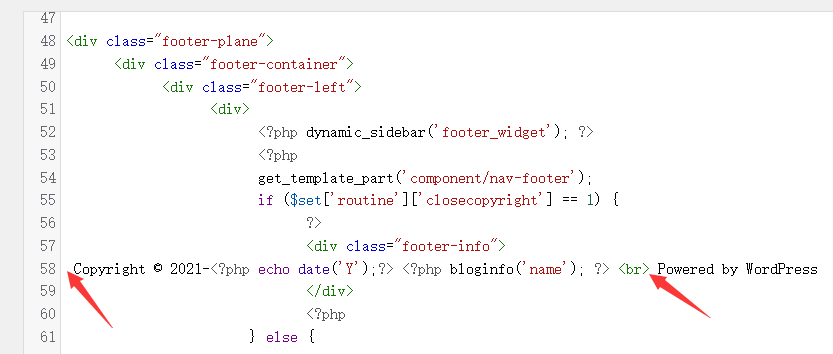 47
48 <div class="footer-plane">
49 <div class="footer-container">
50 <div class="footer-left">
51 <div>
52 <?php dynamic_sidebar('footer_widget'); ?>
53 <?php
54 get_template_part('component/nav-footer');
55 if ($set['routine']['closecopyright'] == 1) {
56 ?>
57 <div class="footer-info">
58 Copyright © 2021-<?php echo date('Y');?> <?php bloginfo('name'); ?> <br> Powered by WordPress
59 </div>
60 <?php
61 } else {